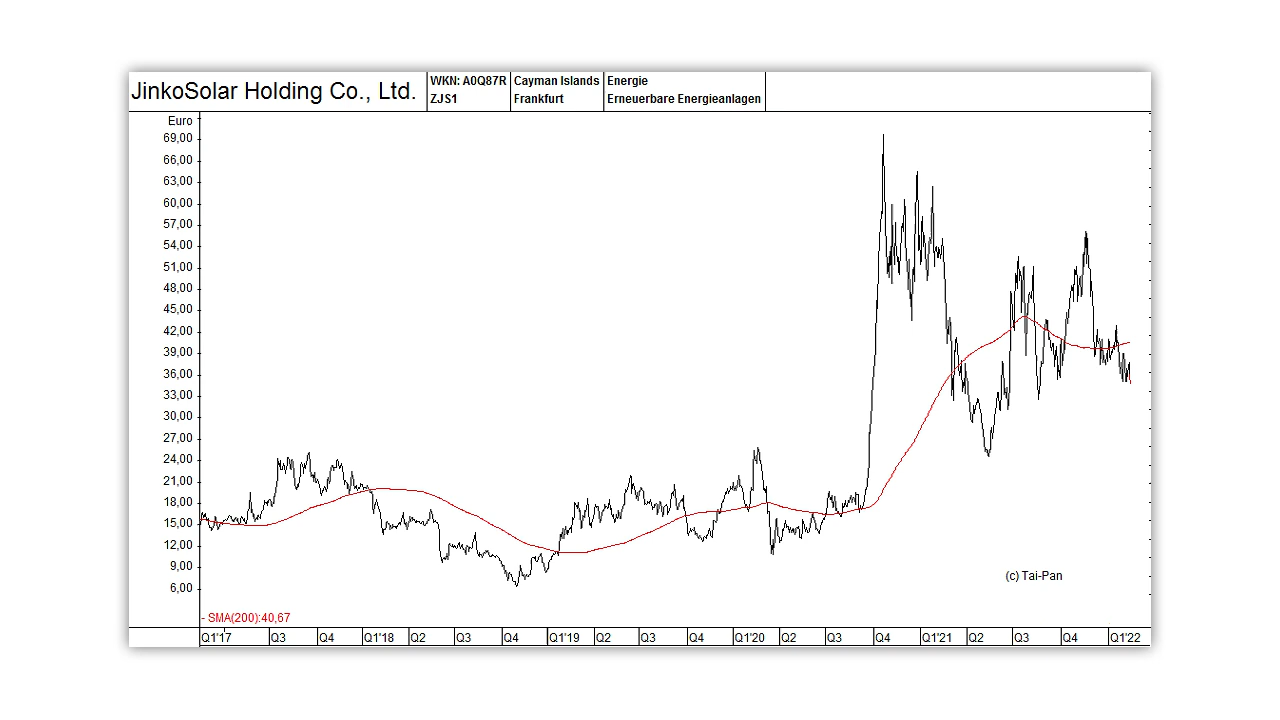 JinkoSolar Holding Co., Ltd.
WKN: A0Q87R
ZJS1
Cayman Islands
Frankfurt
Energie
Erneuerbare Energieanlagen
Euro
69,00
66,00
63,00
60,00
57,00
54,00
51,00
48,00
45,00
42,00
39,00
36,00
33,00
30,00
27,00
24,00
21,00
18,00
15,00
12,00
9,00
6,00
(c) Tai-Pan
- SMA(200):40,67
Q1'17 Q3 Q4 Q1'18 Q2 Q3 Q4 Q1'19 Q2 Q3 Q4 Q1'20 Q2 Q3 Q4 Q1'21 Q2 Q3 Q4 Q1'22